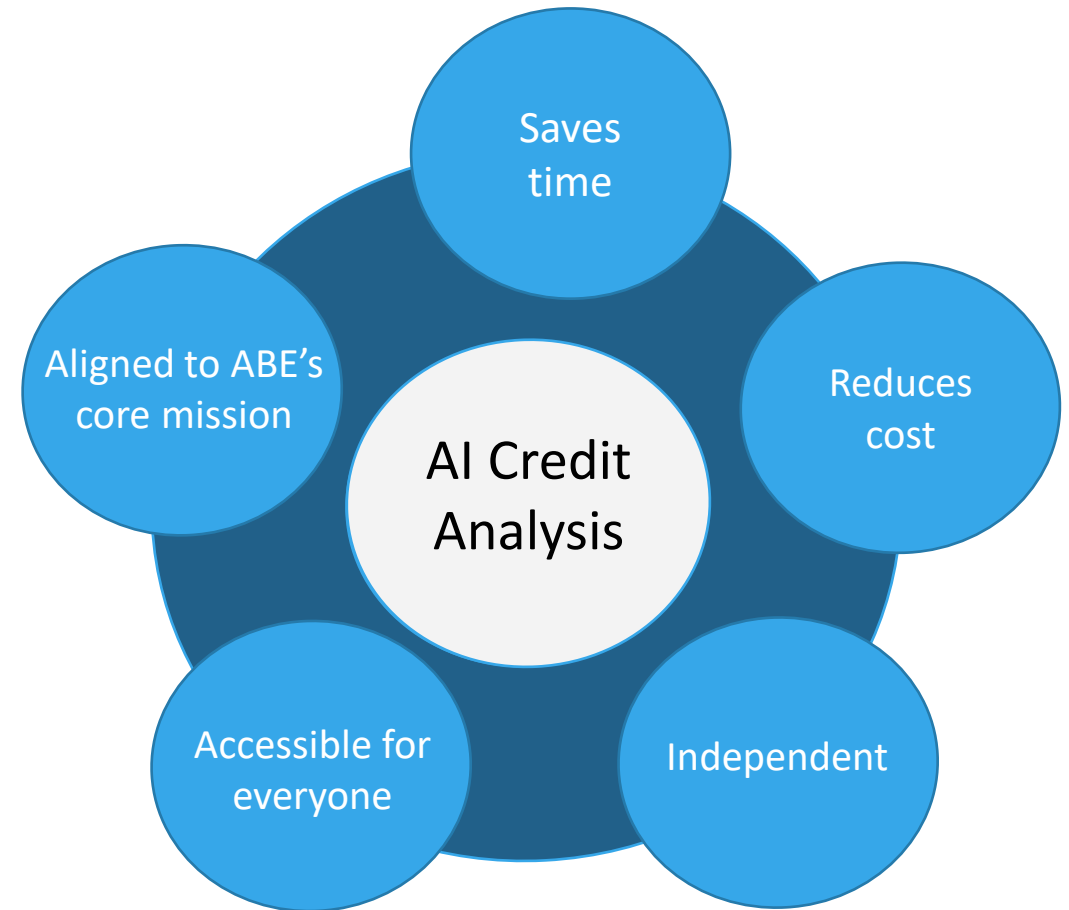 Saves
time
Reduces
cost
Independent
Accessible for
everyone
Aligned to ABE’s
core mission
AI Credit
Analysis